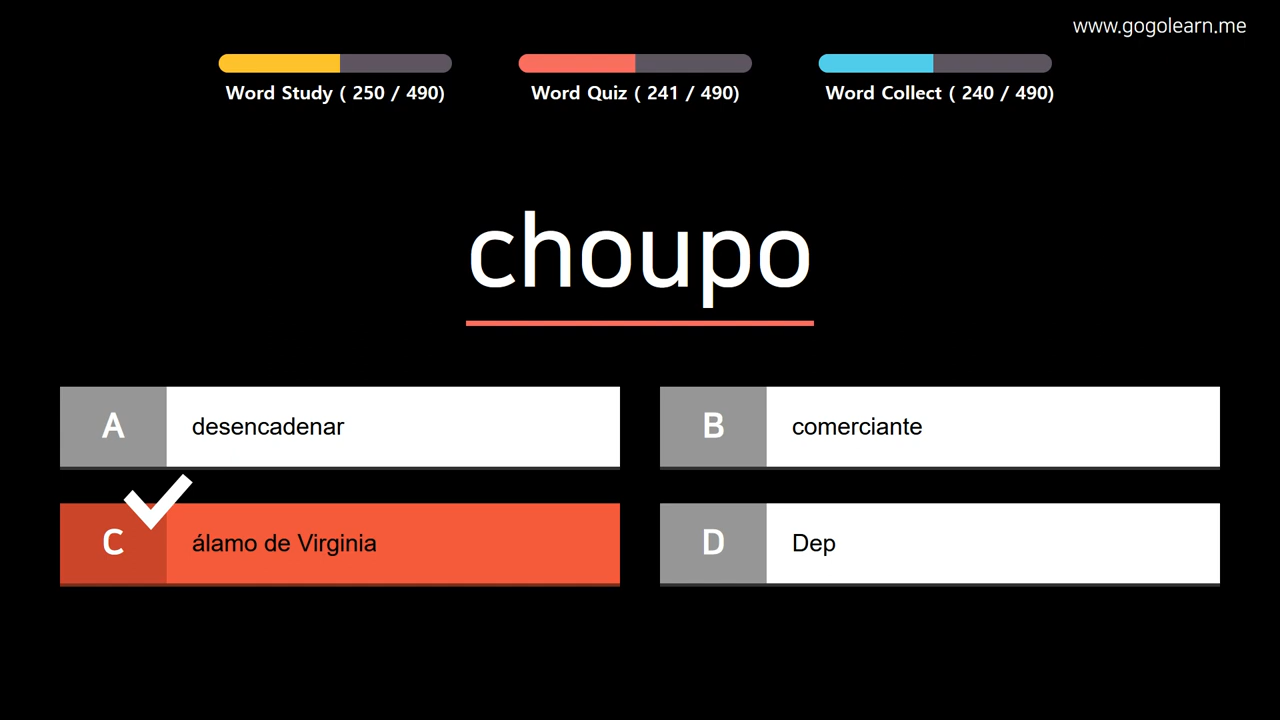 www.gogolearn.me
Word Study ( 250 / 490)
Word Quiz ( 241 / 490)
Word Collect ( 240 / 490)
choupo
A desencadenar
B comerciante
C álamo de Virginia
D Dep